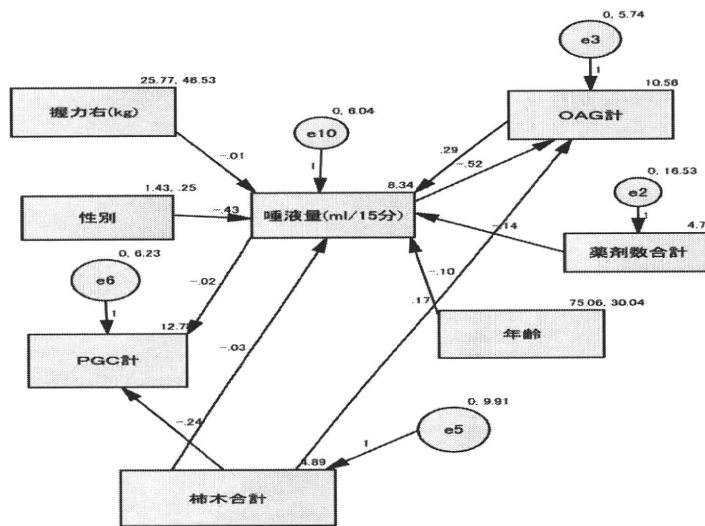 0, 5.74
e3
25.77, 46.53
1
10.56
握力右(kg)
0, 6.04
OAG計
e10
-.01
1
.29
-.52
0, 16.53
1.43, .25
8.34
e2
性別
-.43
唾液量(ml/15分)
1
-.14
4.7
0, 6.23
薬剤数合計
e6
-.02
-.10
.17
75.06, 30.04
1
12.78
年齢
PGC計
-.03
0, 9.91
-.24
e5
1
4.89
柿木合計